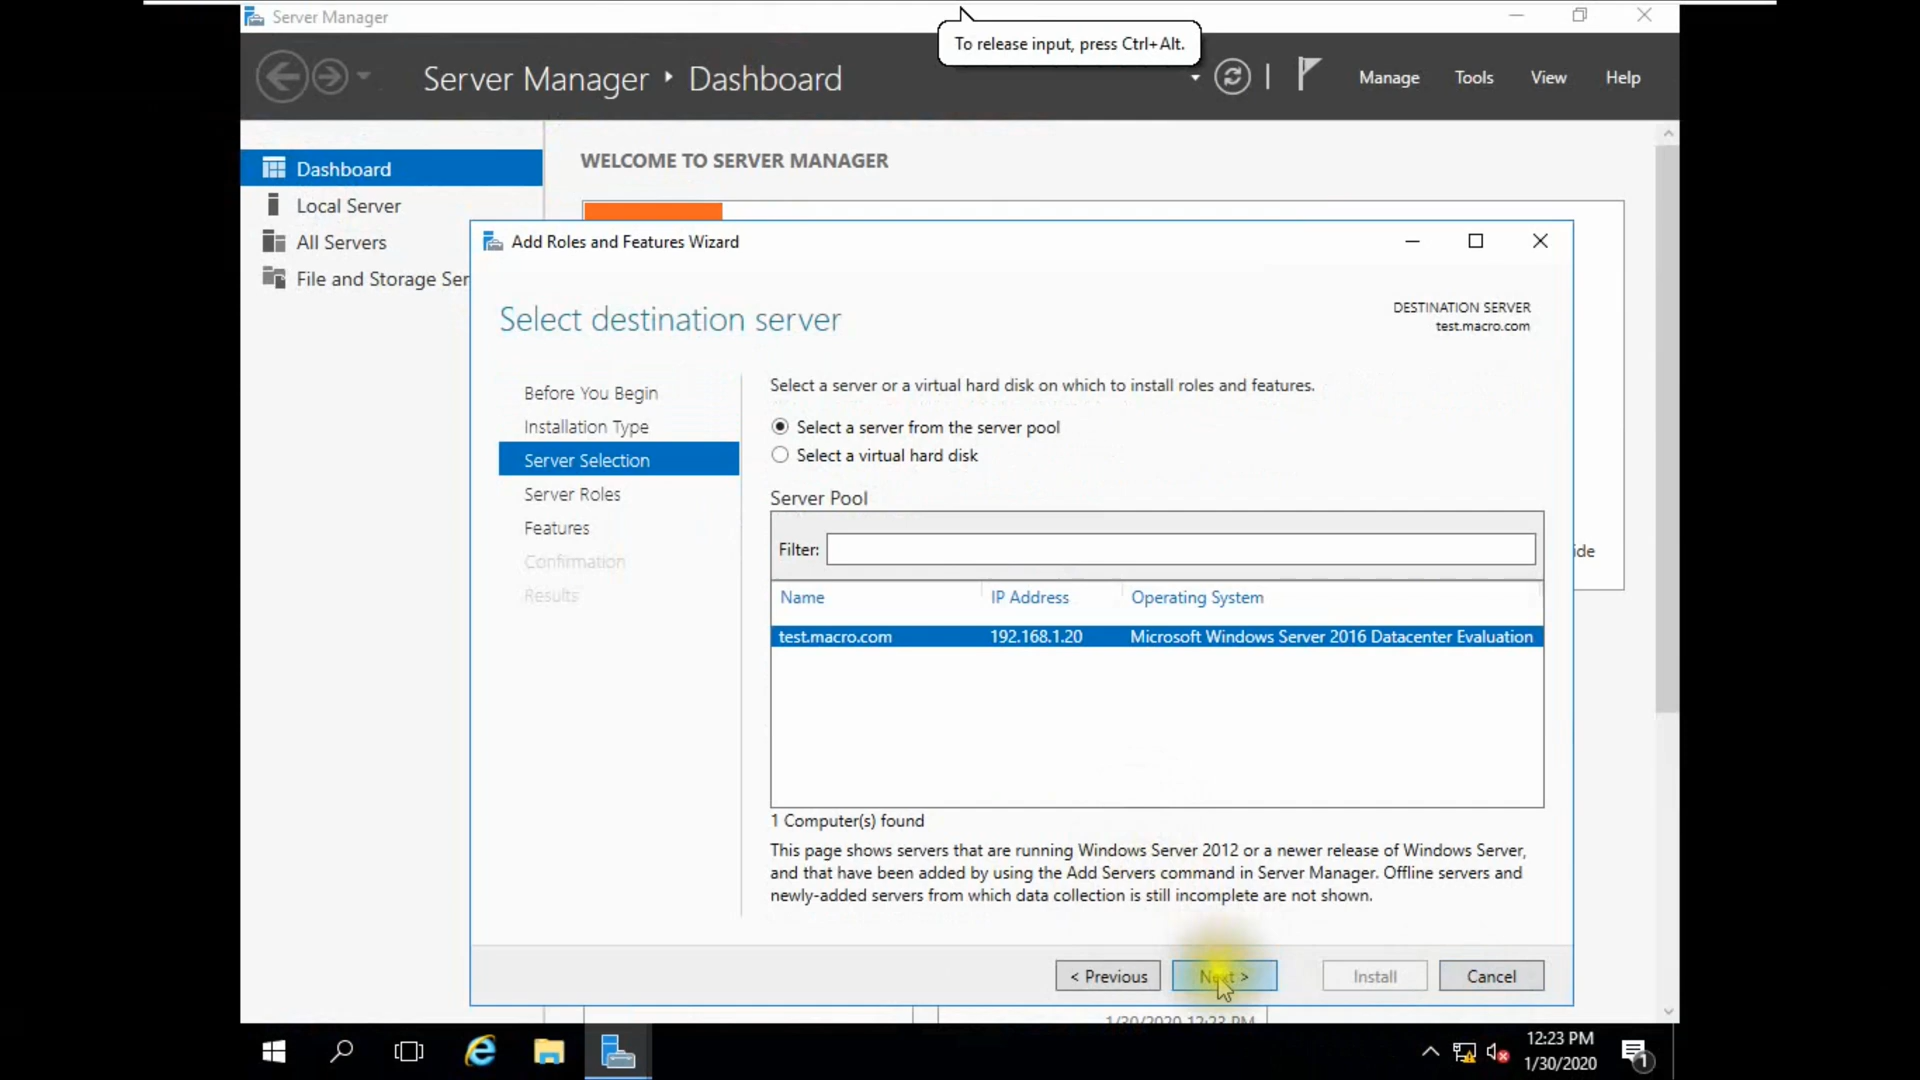 Server Manager
To release input, press Ctrl+Alt.
Server Manager ‣ Dashboard
Manage Tools View Help
Dashboard
Local Server
All Servers
File and Storage Ser
WELCOME TO SERVER MANAGER
Add Roles and Features Wizard
Select destination server
DESTINATION SERVER
test.macro.com
Before You Begin
Installation Type
Server Selection
Server Roles
Features
Confirmation
Results
Select a server or a virtual hard disk on which to install roles and features.
Select a server from the server pool
Select a virtual hard disk
Server Pool
Filter:
Name IP Address Operating System
test.macro.com 192.168.1.20 Microsoft Windows Server 2016 Datacenter Evaluation
1 Computer(s) found
This page shows servers that are running Windows Server 2012 or a newer release of Windows Server,
and that have been added by using the Add Servers command in Server Manager. Offline servers and
newly-added servers from which data collection is still incomplete are not shown.
ide
< Previous Next > Install Cancel
1/30/2020 12:23 PM
12:23 PM
1/30/2020
1